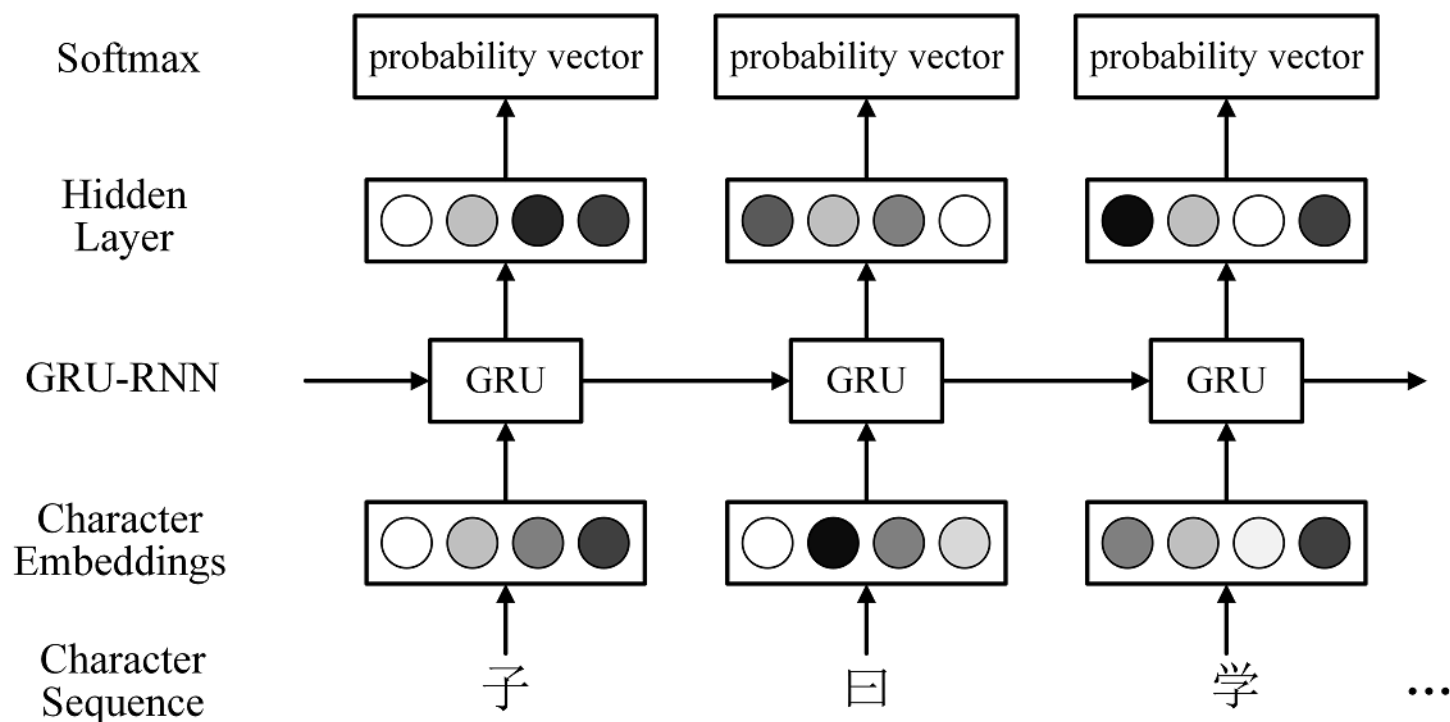 Softmax
probability vector
probability vector
probability vector
Hidden
Layer
GRU-RNN
GRU
GRU
GRU
Character
Embeddings
Character
Sequence
子
曰
学
...